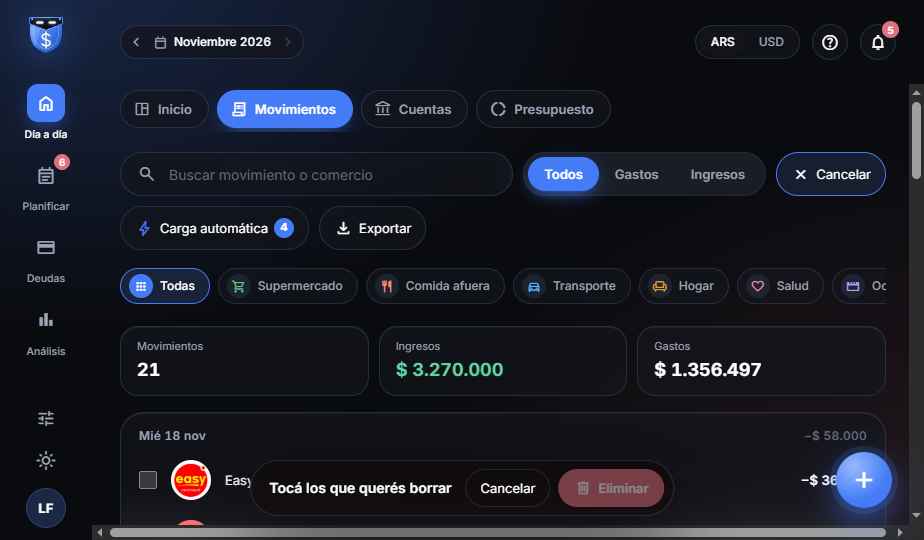 $
Noviembre 2026
ARS
USD
5
Día a día
6
Planificar
Deudas
Análisis
LF
Inicio
Movimientos
Cuentas
Presupuesto
Buscar movimiento o comercio
Todos
Gastos
Ingresos
Cancelar
Carga automática 4
Exportar
Todas
Supermercado
Comida afuera
Transporte
Hogar
Salud
Movimientos
21
Ingresos
$ 3.270.000
Gastos
$ 1.356.497
Mié 18 nov
−$ 58.000
easy
Easy
−$ 36
Tocá los que querés borrar
Cancelar
Eliminar